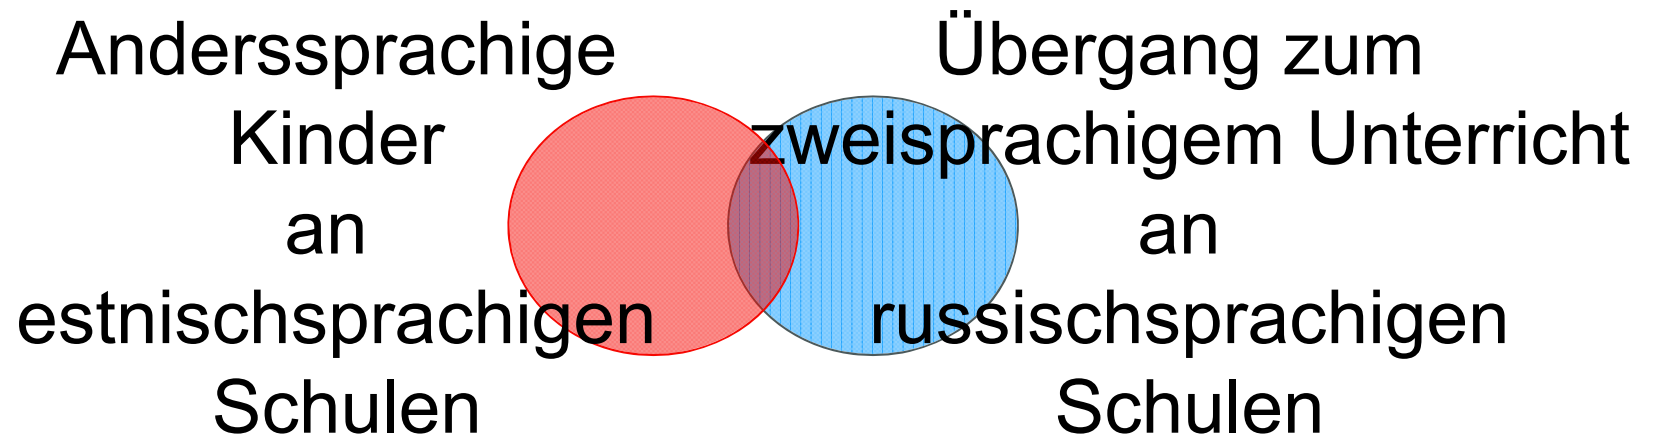 Anderssprachige
Kinder
an
estnischsprachigen
Schulen
Übergang zum
zweisprachigem Unterricht
an
russischsprachigen
Schulen